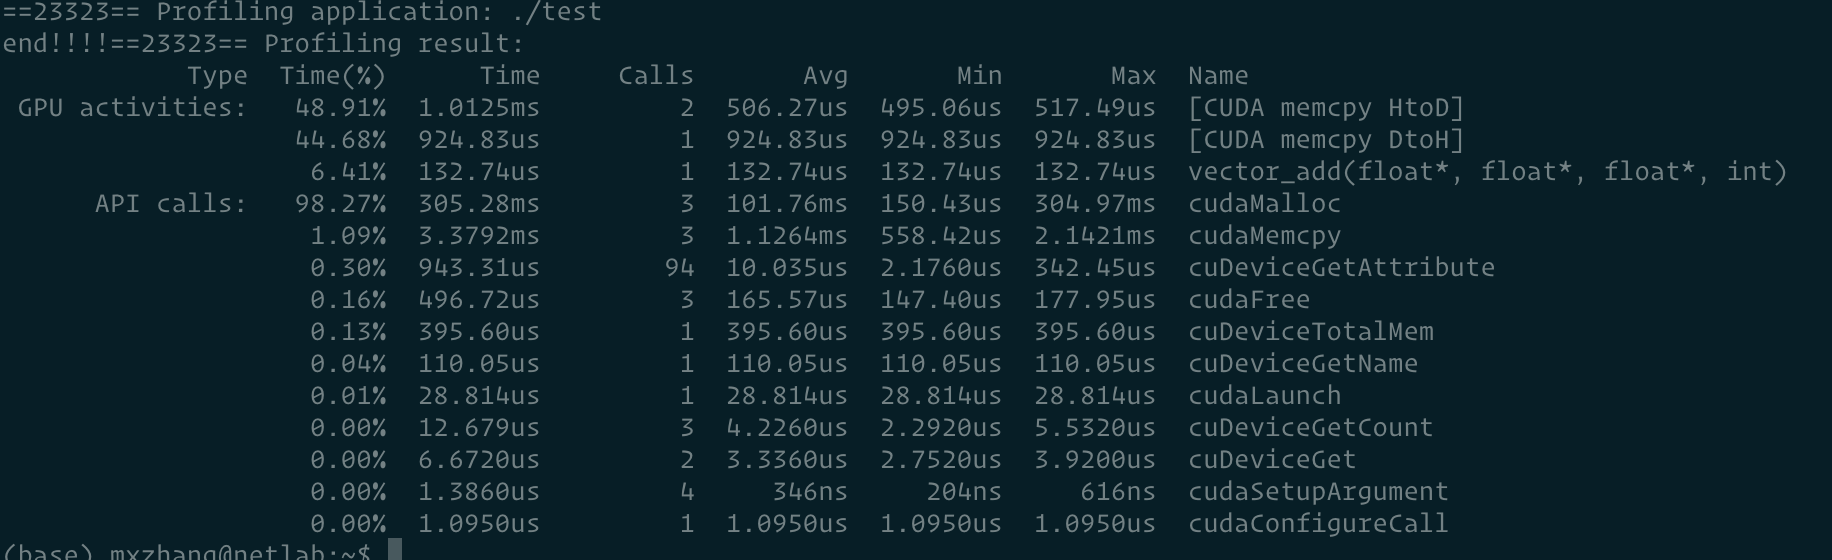 ==23323== Profiling application: ./test
end!!!!==23323== Profiling result:
Type Time(%) Time Calls Avg Min Max Name
GPU activities: 48.91% 1.0125ms 2 506.27us 495.06us 517.49us [CUDA memcpy HtoD]
44.68% 924.83us 1 924.83us 924.83us 924.83us [CUDA memcpy DtoH]
6.41% 132.74us 1 132.74us 132.74us 132.74us vector_add(float*, float*, float*, int)
API calls: 98.27% 305.28ms 3 101.76ms 150.43us 304.97ms cudaMalloc
1.09% 3.3792ms 3 1.1264ms 558.42us 2.1421ms cudaMemcpy
0.30% 943.31us 94 10.035us 2.1760us 342.45us cuDeviceGetAttribute
0.16% 496.72us 3 165.57us 147.40us 177.95us cudaFree
0.13% 395.60us 1 395.60us 395.60us 395.60us cuDeviceTotalMem
0.04% 110.05us 1 110.05us 110.05us 110.05us cuDeviceGetName
0.01% 28.814us 1 28.814us 28.814us 28.814us cudaLaunch
0.00% 12.679us 3 4.2260us 2.2920us 5.5320us cuDeviceGetCount
0.00% 6.6720us 2 3.3360us 2.7520us 3.9200us cuDeviceGet
0.00% 1.3860us 4 346ns 204ns 616ns cudaSetupArgument
0.00% 1.0950us 1 1.0950us 1.0950us 1.0950us cudaConfigureCall
(base) mxzhang@netlab:~$